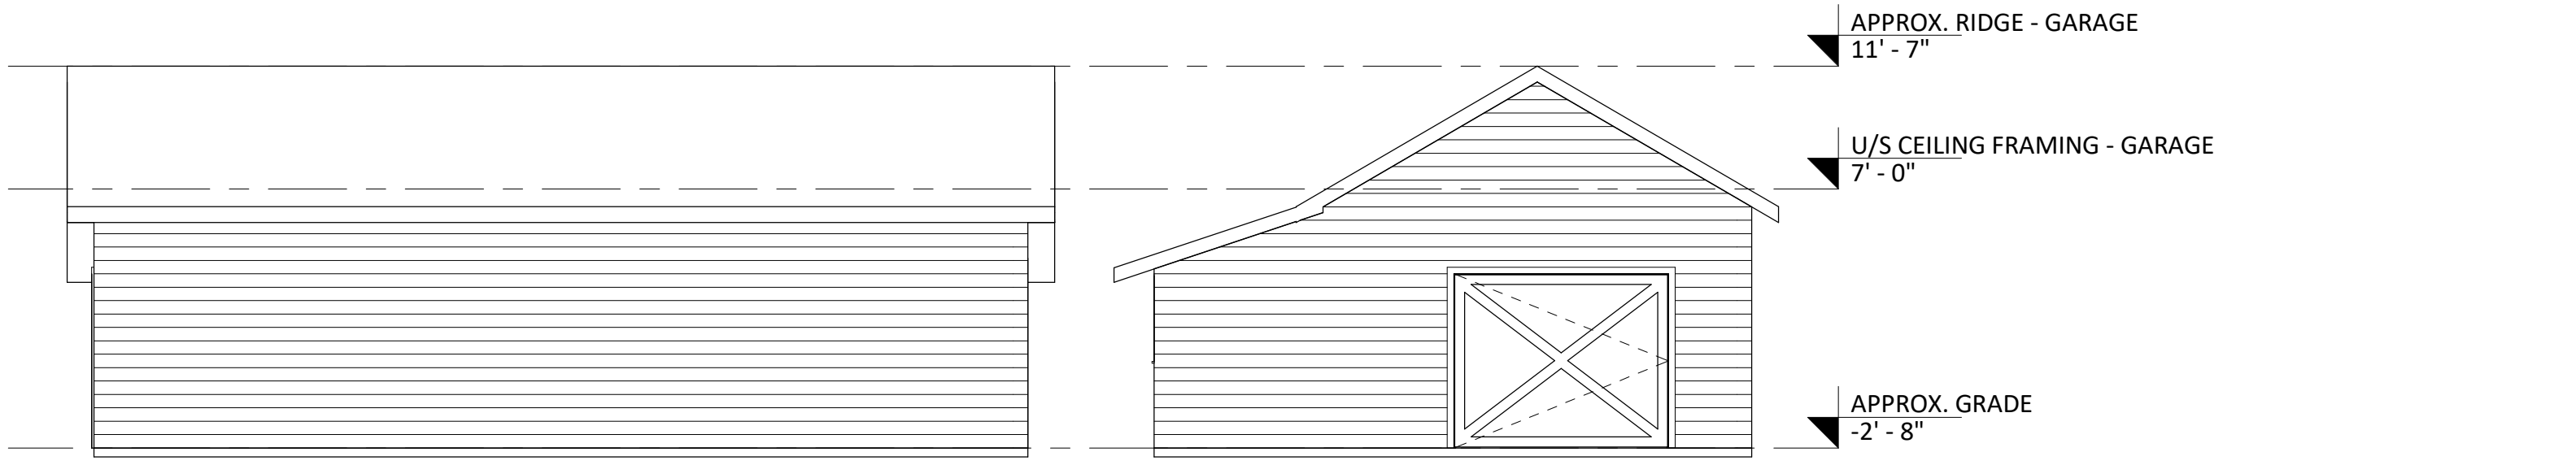 APPROX. RIDGE - GARAGE
11' - 7"
U/S CEILING FRAMING - GARAGE
7' - 0"
APPROX. GRADE
-2' - 8"